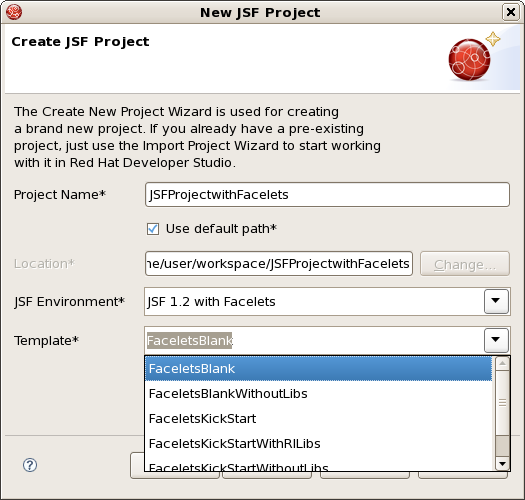 New JSF Project
Create JSF Project
The Create New Project Wizard is used for creating
a brand new project. If you already have a pre-existing
project, just use the Import Project Wizard to start working
with it in Red Hat Developer Studio.
Project Name* JSFProjectwithFacelets
Use default path*
Location* ne/user/workspace/JSFProjectwithFacelets Change...
JSF Environment* JSF 1.2 with Facelets
Template* FaceletsBlank
FaceletsBlank
FaceletsBlankWithoutLibs
FaceletsKickStart
FaceletsKickStartWithRILibs
FaceletsKickStartWithoutLibs
?